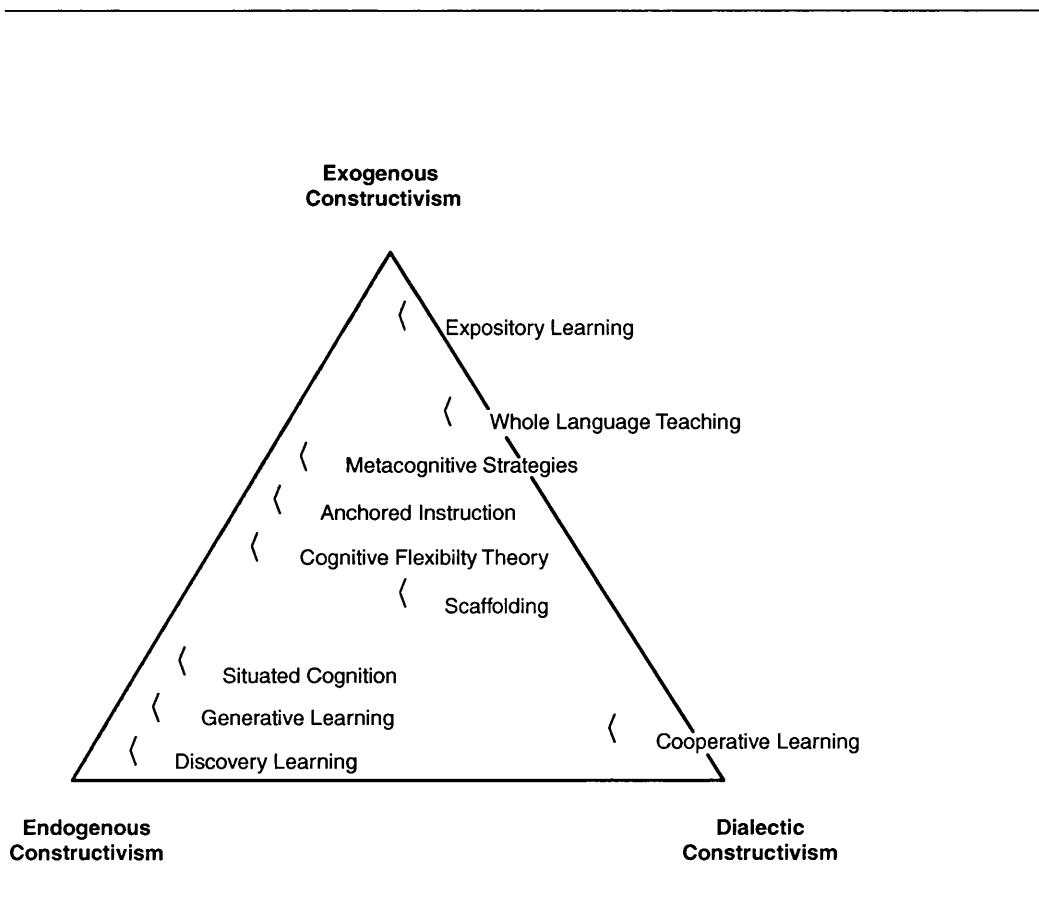 Exogenous
Constructivism
Expository Learning
Whole Language Teaching
Metacognitive Strategies
Anchored Instruction
Cognitive Flexibilty Theory
Scaffolding
Situated Cognition
Generative Learning
Cooperative Learning
Discovery Learning
Endogenous
Constructivism
Dialectic
Constructivism